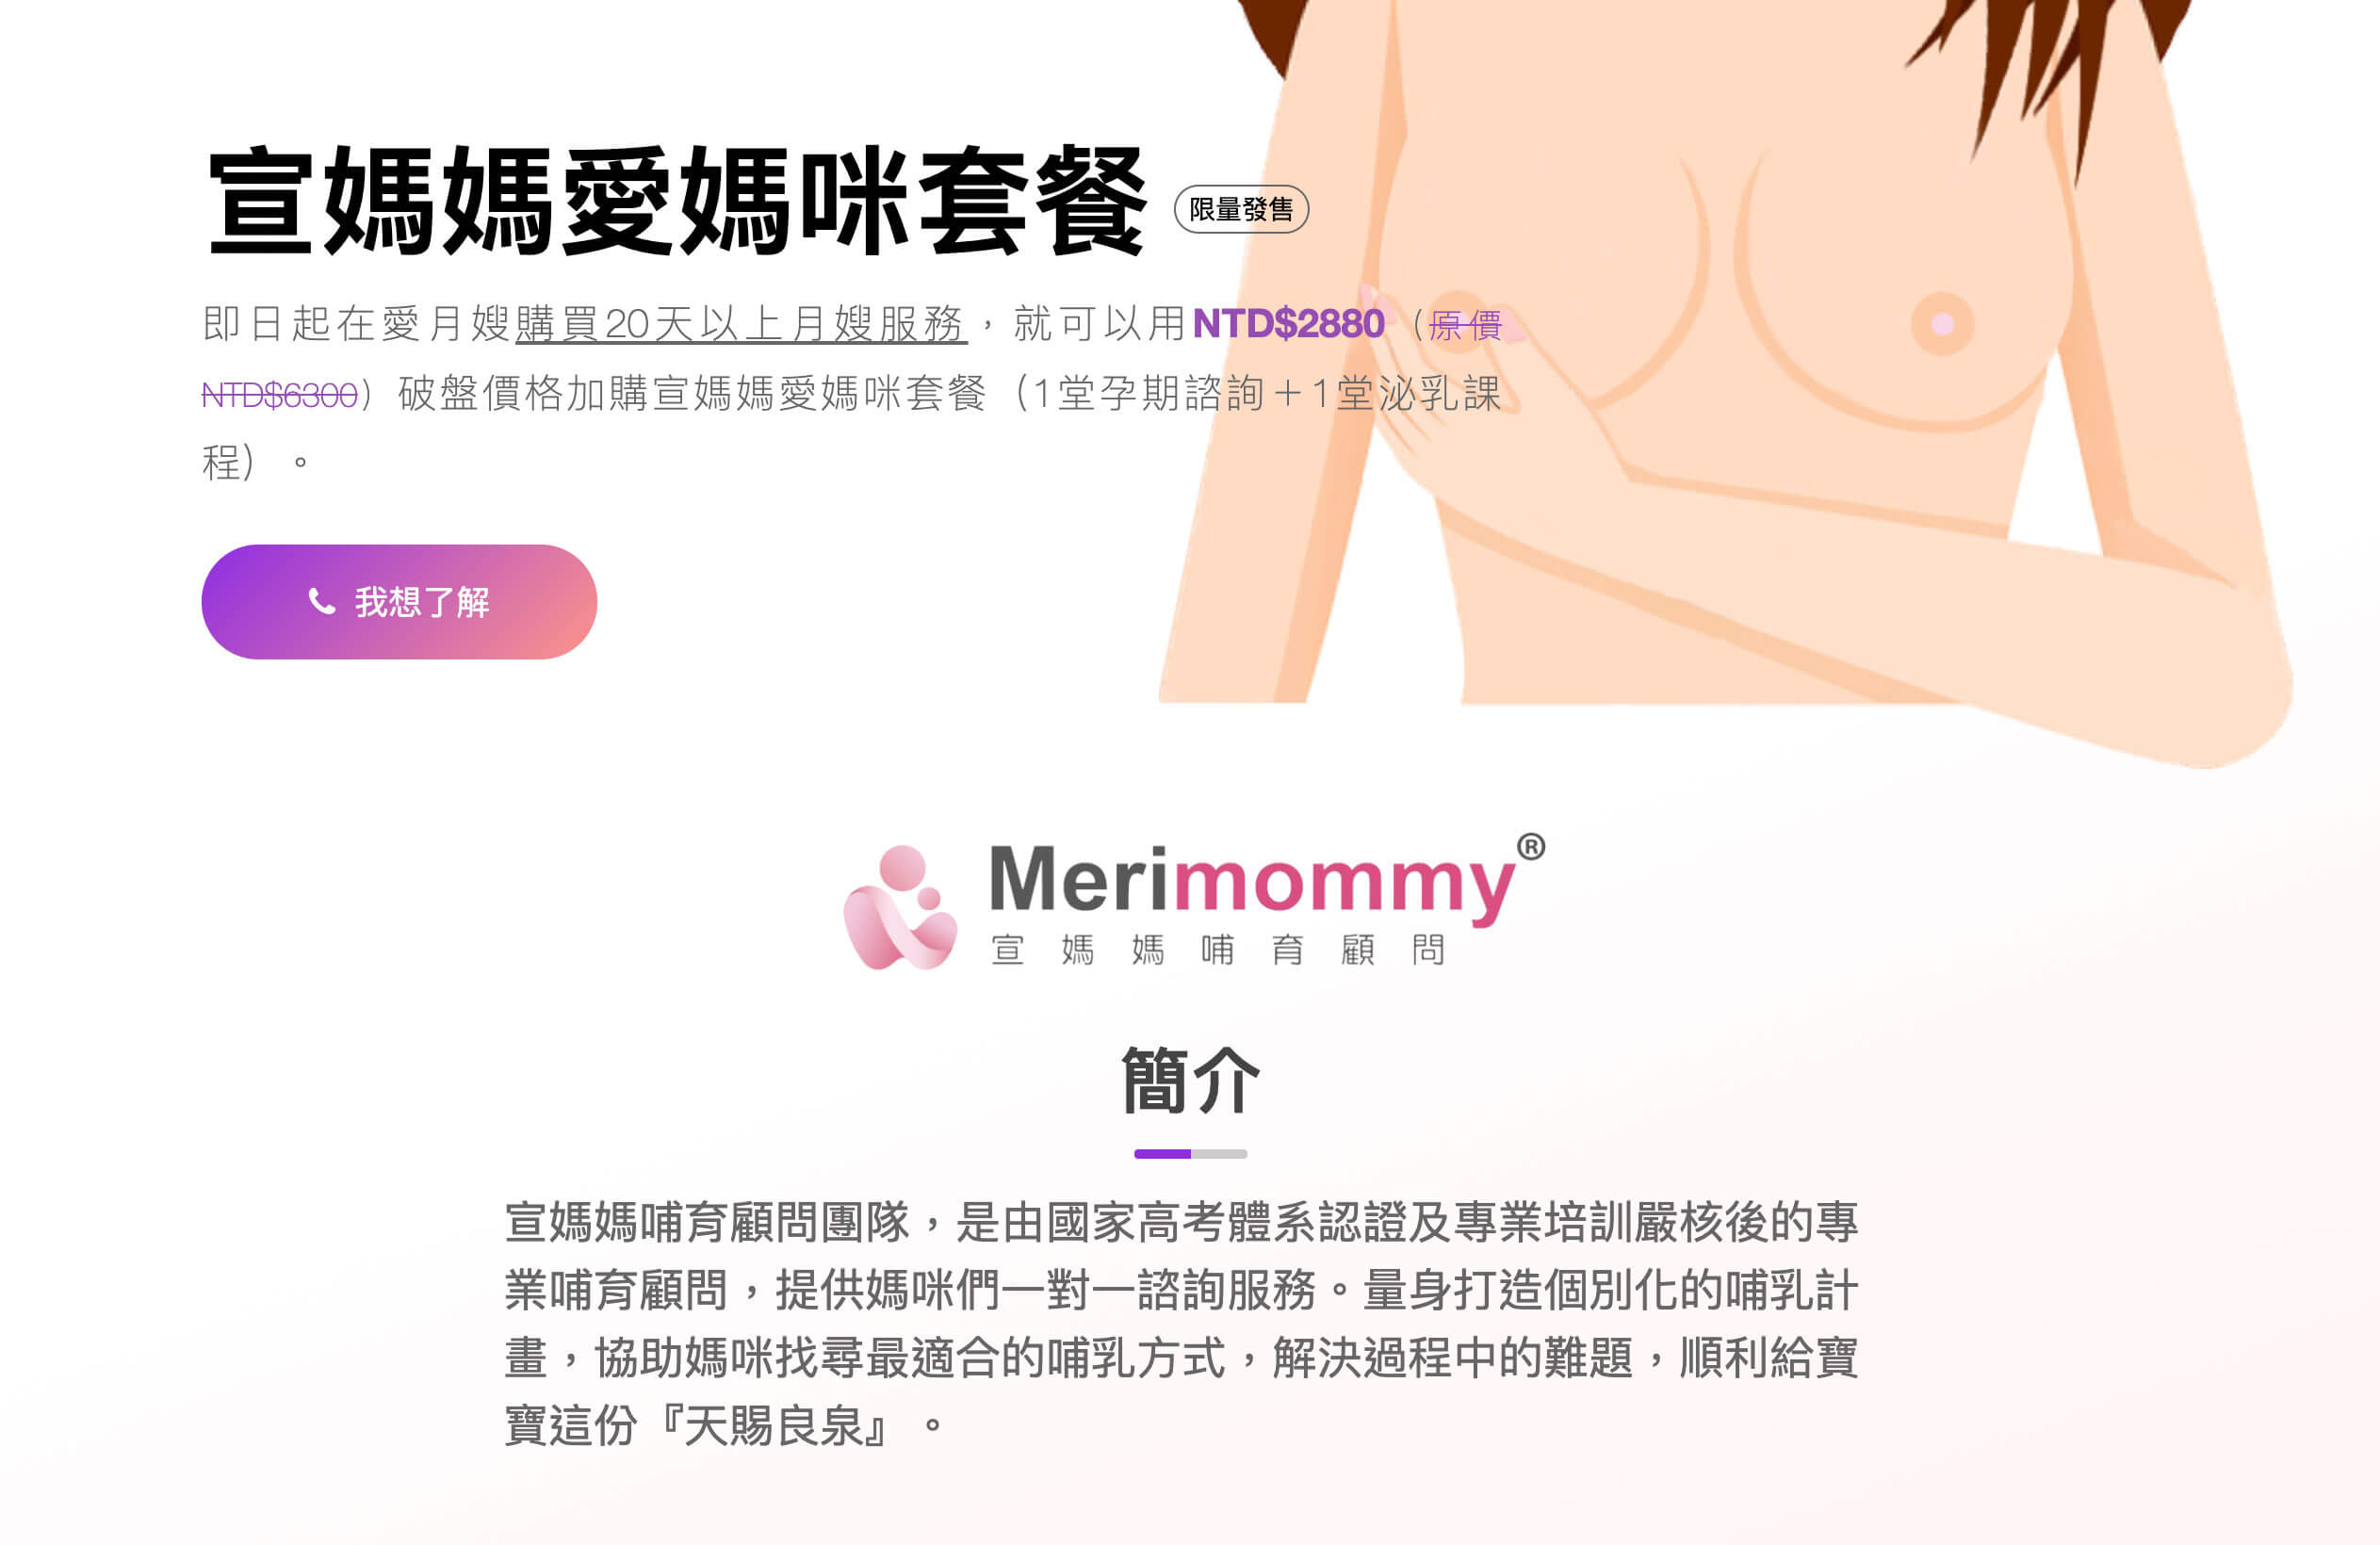 宣媽媽愛媽咪套餐 限量發售
即日起在愛月嫂購買20天以上月嫂服務，就可以用NTD$2880（原價
NTD$6300）破盤價格加購宣媽媽愛媽咪套餐（1堂孕期諮詢＋1堂泌乳課
程）。
我想了解
Merimommy®
宣媽媽哺育顧問
簡介
宣媽媽哺育顧問團隊，是由國家高考體系認證及專業培訓嚴核後的專
業哺育顧問，提供媽咪們一對一諮詢服務。量身打造個別化的哺乳計
畫，協助媽咪找尋最適合的哺乳方式，解決過程中的難題，順利給寶
寶這份『天賜良泉』。